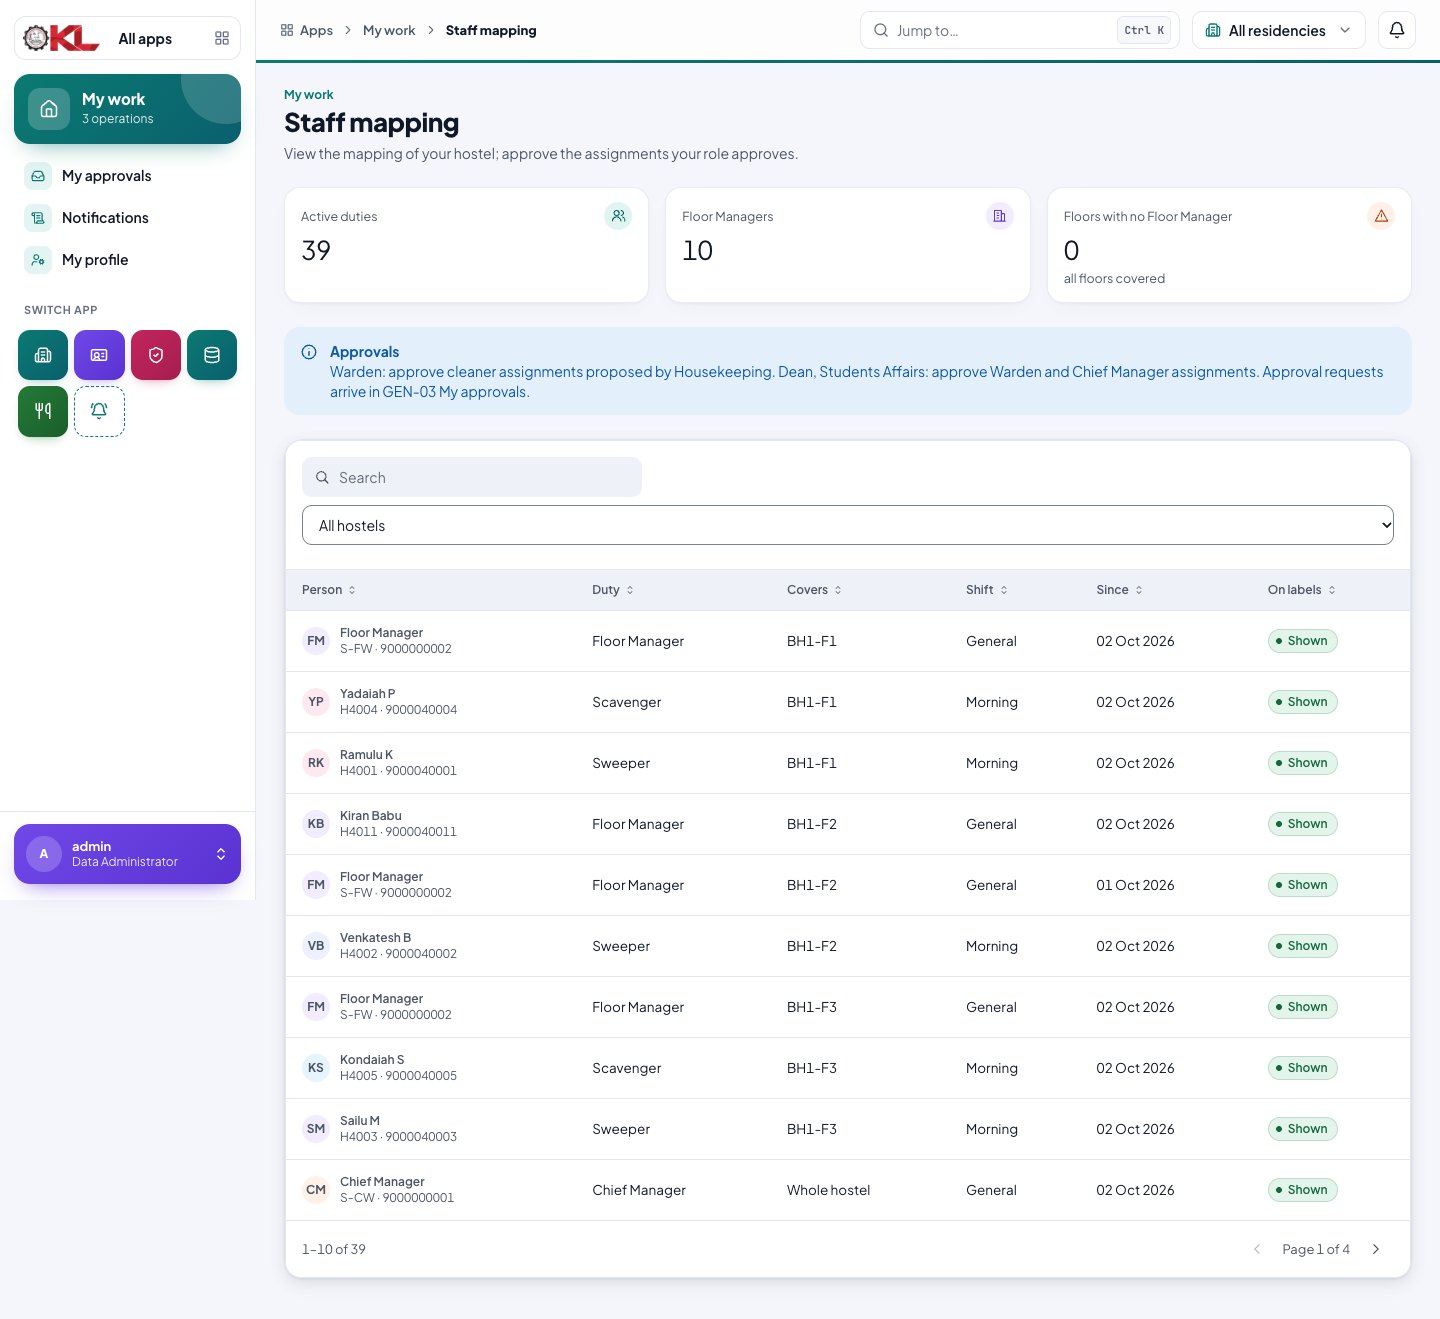 KL
All apps
My work
3 operations
My approvals
Notifications
My profile
SWITCH APP
admin
A
Data Administrator
Apps
My work
Staff mapping
Jump to…
Ctrl K
All residencies
My work
Staff mapping
View the mapping of your hostel; approve the assignments your role approves.
Active duties
39
Floor Managers
10
Floors with no Floor Manager
0
all floors covered
Approvals
Warden: approve cleaner assignments proposed by Housekeeping. Dean, Students Affairs: approve Warden and Chief Manager assignments. Approval requests
arrive in GEN-03 My approvals.
Search
All hostels
Person Duty Covers Shift Since On labels
FM Floor Manager
S-FW · 9000000002
Floor Manager BH1-F1 General 02 Oct 2026 Shown
YP Yadaiah P
H4004 · 9000040004
Scavenger BH1-F1 Morning 02 Oct 2026 Shown
RK Ramulu K
H4001 · 9000040001
Sweeper BH1-F1 Morning 02 Oct 2026 Shown
KB Kiran Babu
H4011 · 9000040011
Floor Manager BH1-F2 General 02 Oct 2026 Shown
FM Floor Manager
S-FW · 9000000002
Floor Manager BH1-F2 General 01 Oct 2026 Shown
VB Venkatesh B
H4002 · 9000040002
Sweeper BH1-F2 Morning 02 Oct 2026 Shown
FM Floor Manager
S-FW · 9000000002
Floor Manager BH1-F3 General 02 Oct 2026 Shown
KS Kondaiah S
H4005 · 9000040005
Scavenger BH1-F3 Morning 02 Oct 2026 Shown
SM Sailu M
H4003 · 9000040003
Sweeper BH1-F3 Morning 02 Oct 2026 Shown
CM Chief Manager
S-CW · 9000000001
Chief Manager Whole hostel General 02 Oct 2026 Shown
1–10 of 39
Page 1 of 4